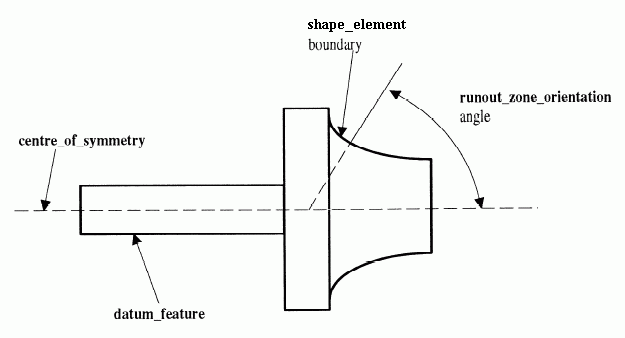 shape_element
boundary
runout_zone_orientation
angle
centre_of_symmetry
datum_feature